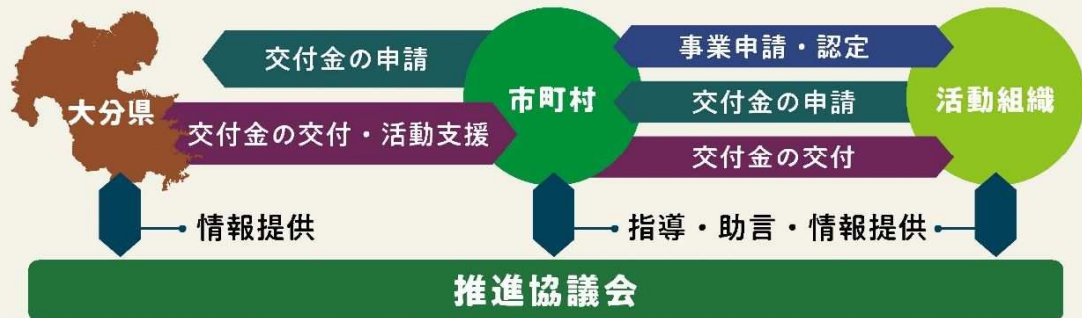 大分県
交付金の申請
交付金の交付・活動支援
市町村
事業申請・認定
交付金の申請
交付金の交付
活動組織
情報提供
指導・助言・情報提供
推進協議会